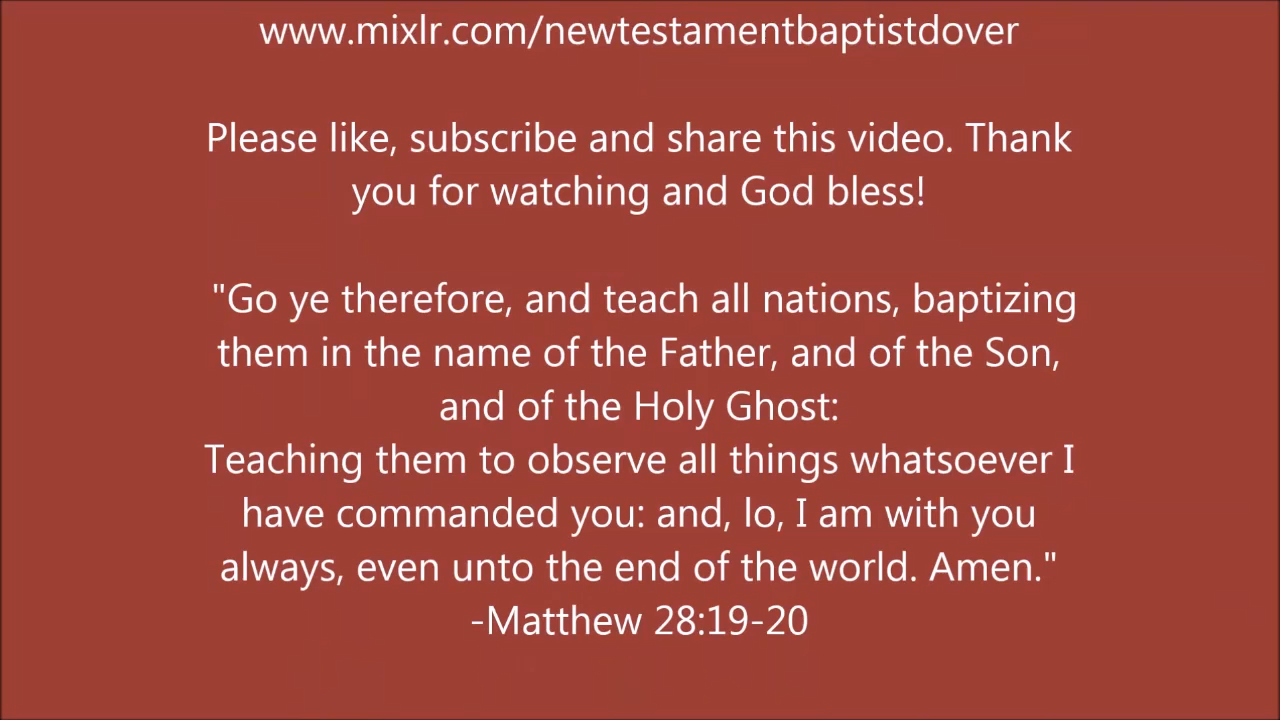 www.mixlr.com/newtestamentbaptistdover
Please like, subscribe and share this video. Thank
you for watching and God bless!
"Go ye therefore, and teach all nations, baptizing
them in the name of the Father, and of the Son,
and of the Holy Ghost:
Teaching them to observe all things whatsoever I
have commanded you: and, lo, I am with you
always, even unto the end of the world. Amen."
-Matthew 28:19-20